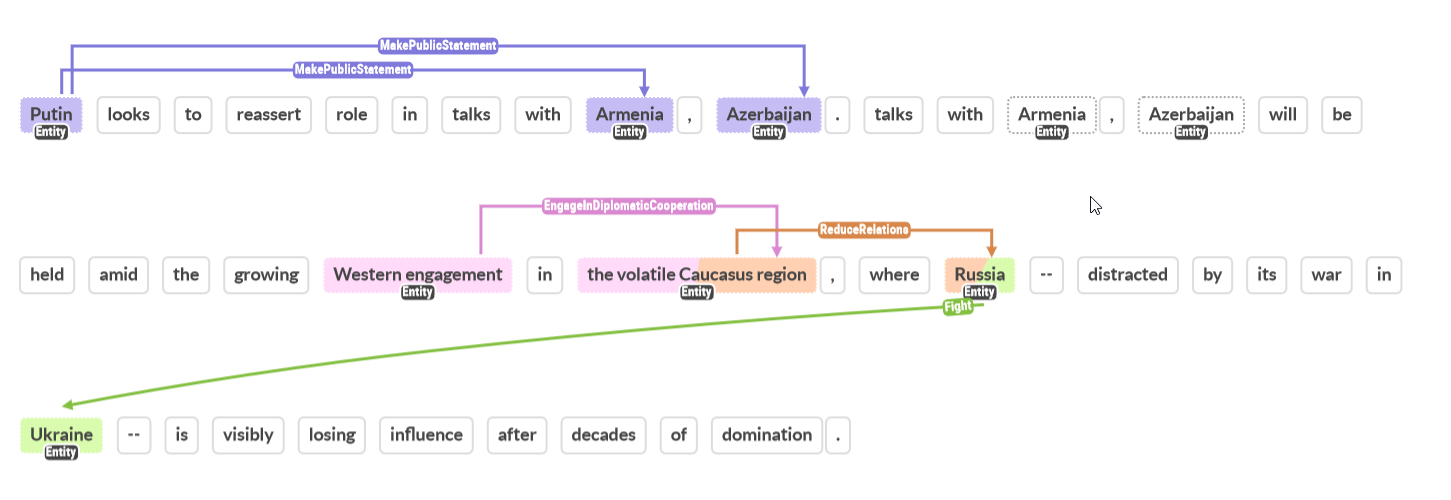 MakePublicStatement
MakePublicStatement
Putin looks to reassert role in talks with Armenia , Azerbaijan . talks with Armenia , Azerbaijan will be
Entity Entity Entity Entity Entity
EngageInDiplomaticCooperation
ReduceRelations
held amid the growing Western engagement in the volatile Caucasus region , where Russia -- distracted by its war in
Entity Entity Entity
Fight
Ukraine -- is visibly losing influence after decades of domination .
Entity